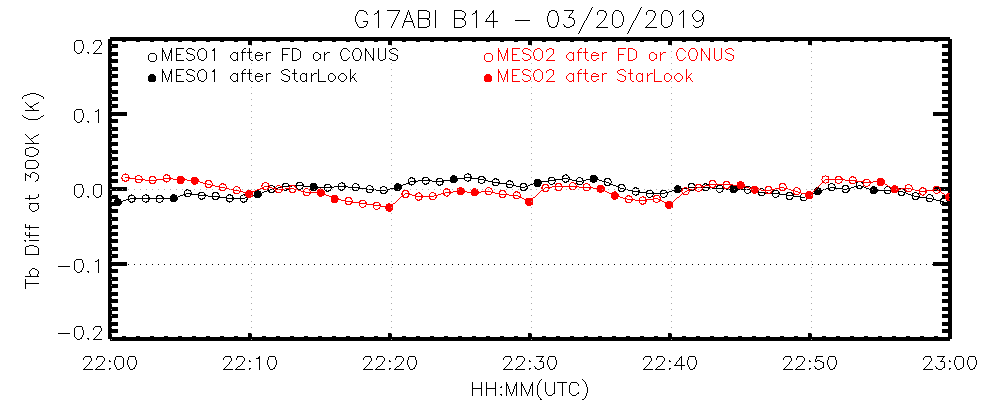 G17ABI B14 – 03/20/2019
MESO1 after FD or CONUS
MESO2 after FD or CONUS
MESO1 after StarLook
MESO2 after StarLook
Tb Diff at 300K (K)
0.2
0.1
0.0
−0.1
−0.2
22:00 22:10 22:20 22:30 22:40 22:50 23:00
HH:MM(UTC)